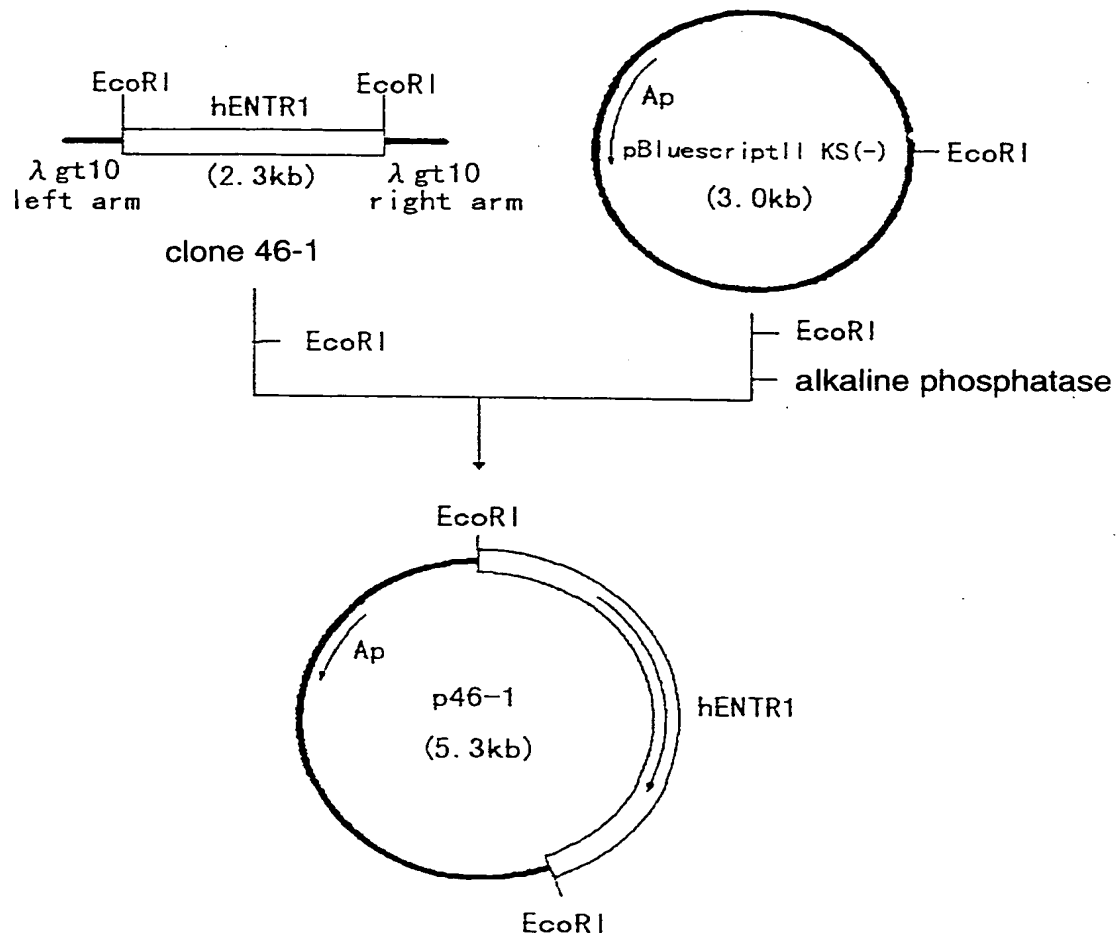 EcoRI
EcoRI
hENTR1
λ gt10
left arm
(2.3kb)
λ gt10
right arm
clone 46-1
Ap
pBluescriptII KS(-)
(3.0kb)
EcoRI
EcoRI
EcoRI
alkaline phosphatase
EcoRI
Ap
p46-1
(5.3kb)
hENTR1
EcoRI